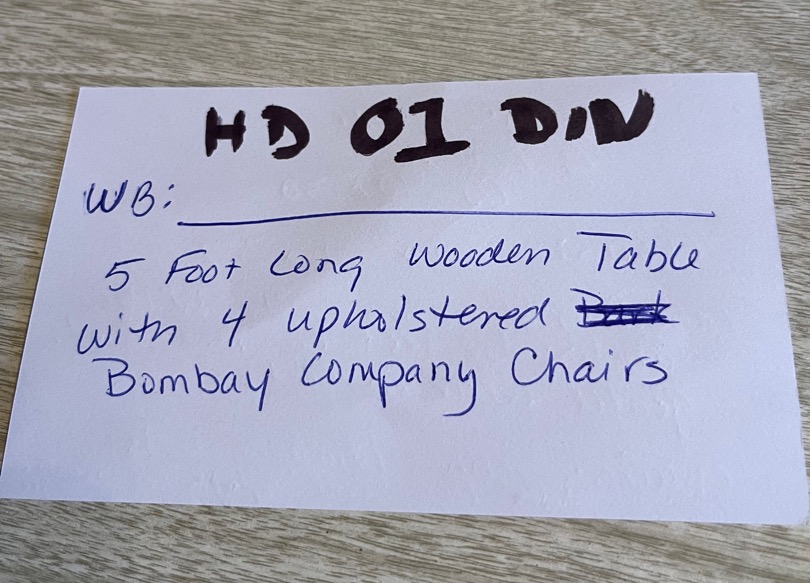 HD 01 DIN
WB:
5 Foot Long Wooden Table
with 4 upholstered
Bombay Company Chairs